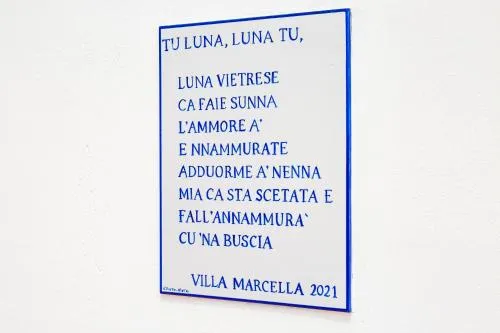 TU LUNA, LUNA TU,
LUNA VIETRESE
CA FAIE SUNNA
L'AMMORE A'
E NNAMMURATE
ADDUORME A' NENNA
MIA CA STA SCETATA E
FALL'ANNAMMURA`
CU 'NA BUSCIA
VILLA MARCELLA 2021